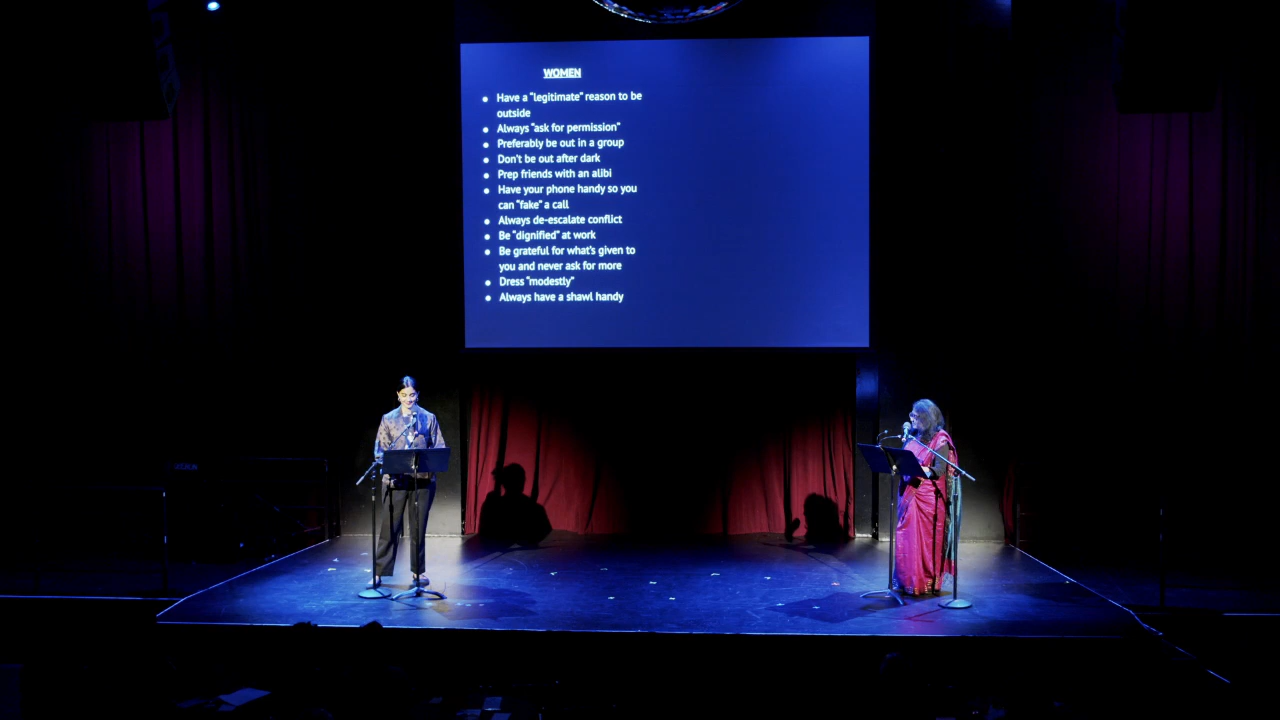 WOMEN
● Have a "legitimate" reason to be
outside
● Always "ask for permission"
● Preferably be out in a group
● Don't be out after dark
● Prep friends with an alibi
● Have your phone handy so you
can "fake" a call
● Always de-escalate conflict
● Be "dignified" at work
● Be grateful for what's given to
you and never ask for more
● Dress "modestly"
● Always have a shawl handy